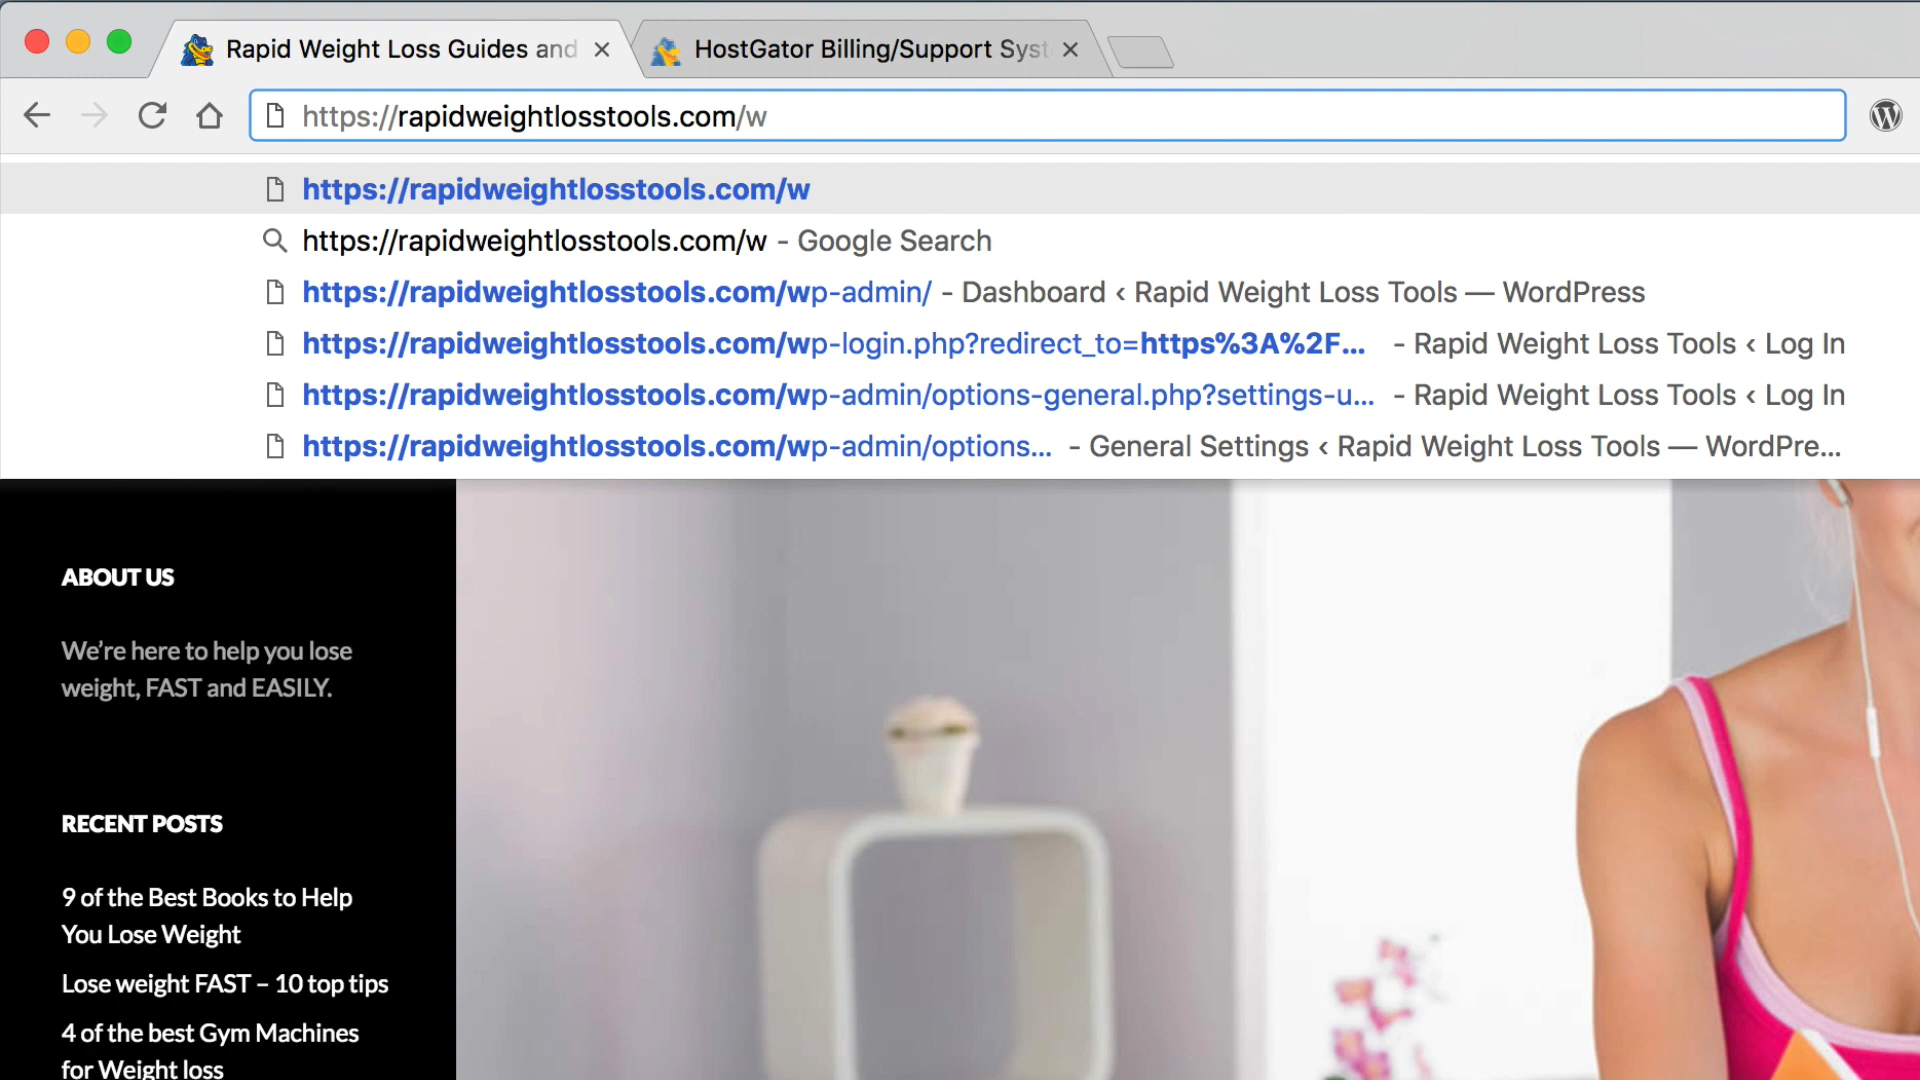 Rapid Weight Loss Guides and
HostGator Billing/Support Syst
https://rapidweightlosstools.com/w
https://rapidweightlosstools.com/w
https://rapidweightlosstools.com/w - Google Search
https://rapidweightlosstools.com/wp-admin/ - Dashboard ‹ Rapid Weight Loss Tools — WordPress
https://rapidweightlosstools.com/wp-login.php?redirect_to=https%3A%2F... - Rapid Weight Loss Tools ‹ Log In
https://rapidweightlosstools.com/wp-admin/options-general.php?settings-u... - Rapid Weight Loss Tools ‹ Log In
https://rapidweightlosstools.com/wp-admin/options... - General Settings ‹ Rapid Weight Loss Tools — WordPre...
ABOUT US
We're here to help you lose
weight, FAST and EASILY.
RECENT POSTS
9 of the Best Books to Help
You Lose Weight
Lose weight FAST – 10 top tips
4 of the best Gym Machines
for Weight loss